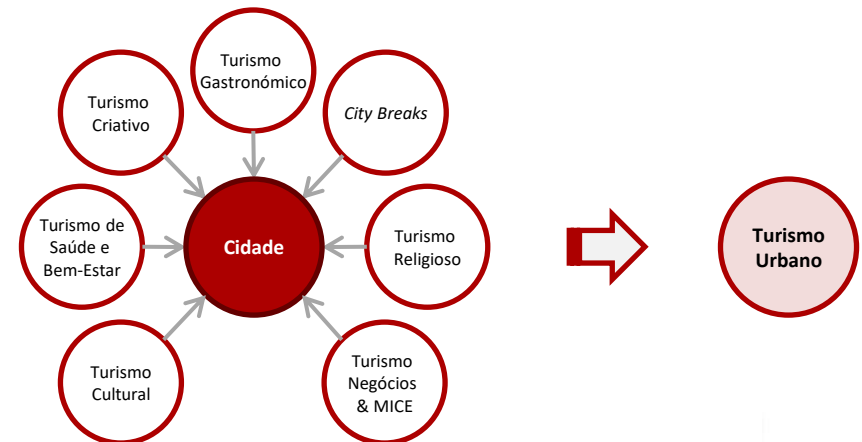 Turismo
Gastronómico
Turismo
Criativo
City Breaks
Turismo de
Saúde e
Bem-Estar
Cidade
Turismo
Religioso
Turismo
Urbano
Turismo
Cultural
Turismo
Negócios
& MICE